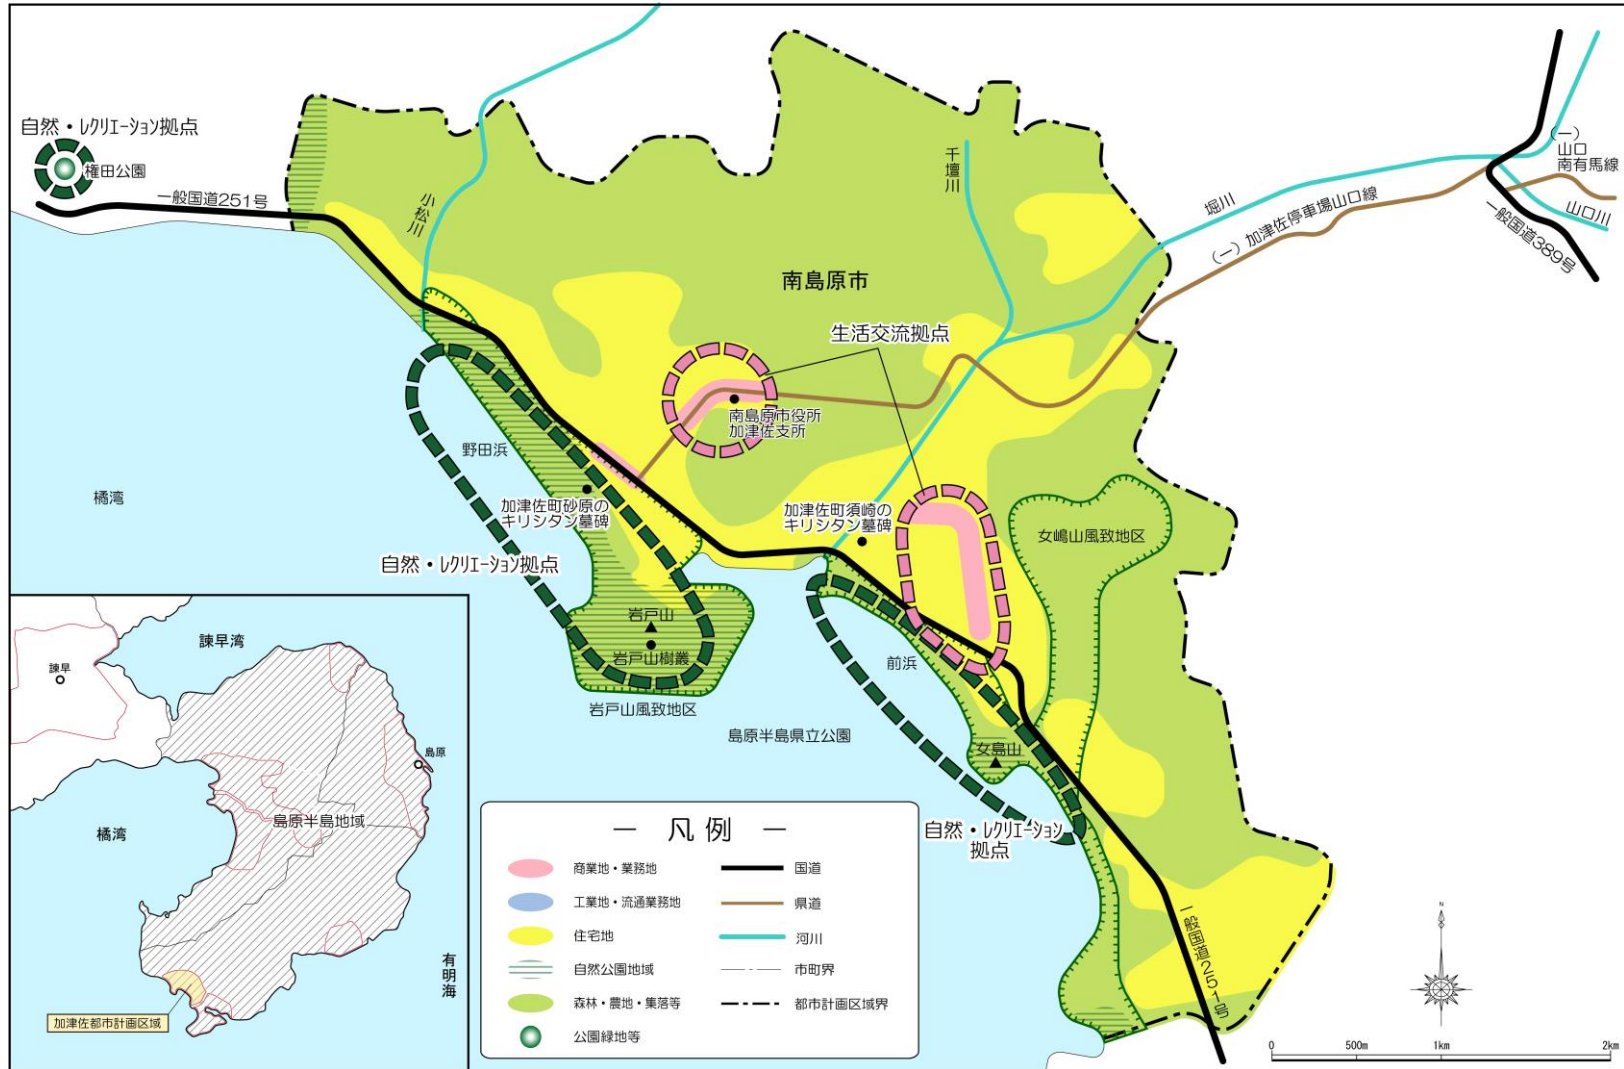 自然・レクリエーション拠点
権田公園
一般国道251号
小松川
千壇川
堀川
(一)加津佐停車場山口線
(一)
山口
南有馬線
山口川
一般国道389号
南島原市
生活交流拠点
南島原市役所
加津佐支所
野田浜
橘湾
加津佐町砂原の
キリシタン墓碑
加津佐町須崎の
キリシタン墓碑
女嶋山風致地区
自然・レクリエーション拠点
岩戸山
岩戸山樹叢
岩戸山風致地区
前浜
島原半島県立公園
女島山
自然・レクリエーション
拠点
一般国道251号
諫早湾
諫早
島原
島原半島地域
橘湾
有明海
加津佐都市計画区域
― 凡例 ―
商業地・業務地
工業地・流通業務地
住宅地
自然公園地域
森林・農地・集落等
公園緑地等
国道
県道
河川
市町界
都市計画区域界
N
0 500m 1km 2km